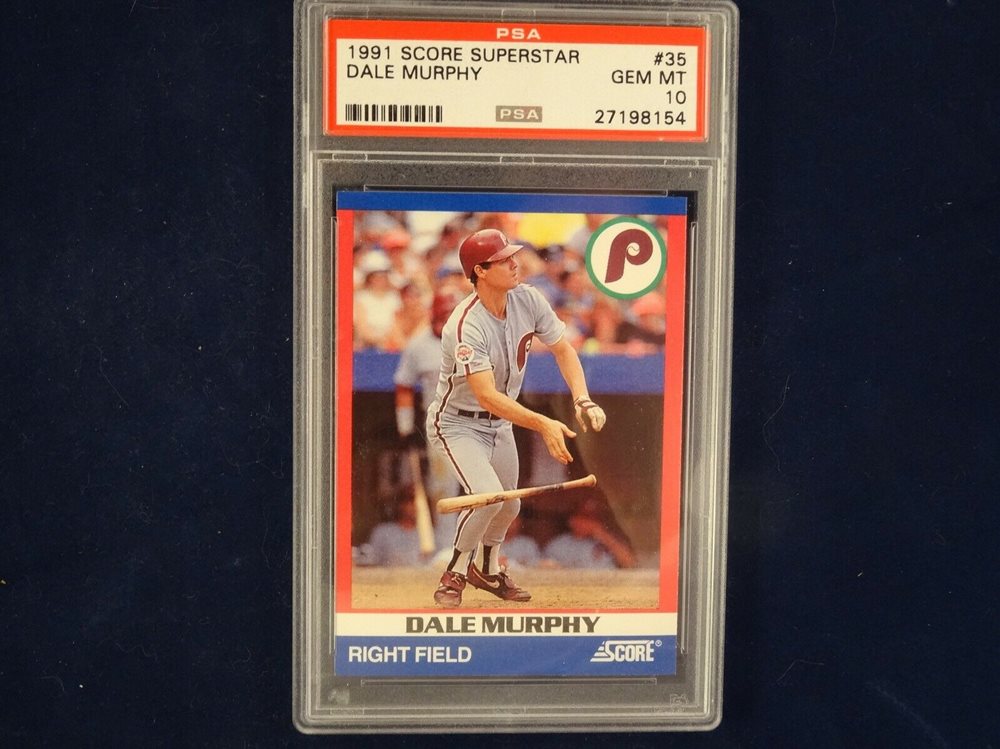 PSA
1991 SCORE SUPERSTAR #35
DALE MURPHY GEM MT
10
PSA 27198154
P
P
DALE MURPHY
RIGHT FIELD SCORE®